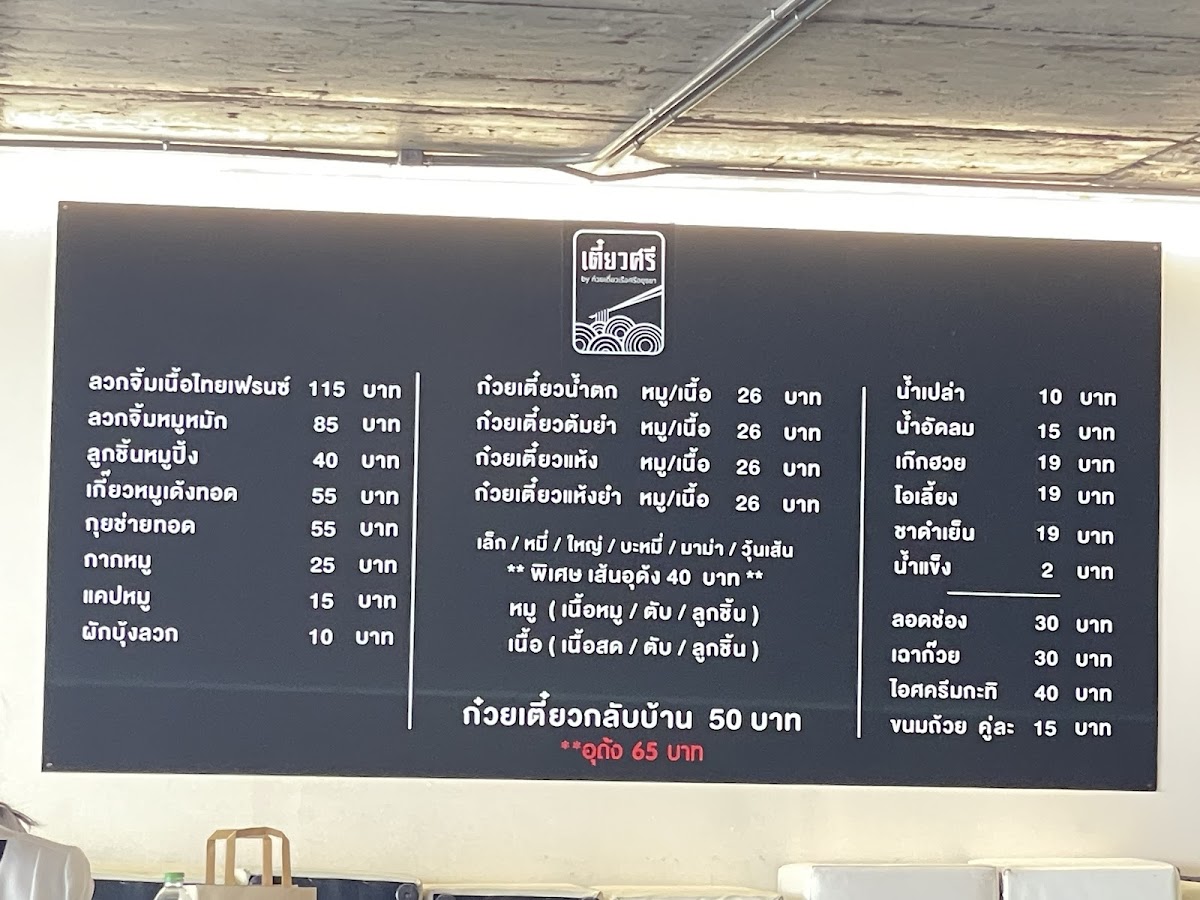 เตี๋ยวศรี
by ก๋วยเตี๋ยวเรือศรีอยุธยา
ลวกจิ้มเนื้อไทยเฟรนซ์ 115 บาท
ลวกจิ้มหมูหมัก 85 บาท
ลูกชิ้นหมูปิ้ง 40 บาท
เกี๊ยวหมูเด้งทอด 55 บาท
กุยช่ายทอด 55 บาท
กากหมู 25 บาท
แคปหมู 15 บาท
ผักบุ้งลวก 10 บาท
ก๋วยเตี๋ยวน้ำตก หมู/เนื้อ 26 บาท
ก๋วยเตี๋ยวต้มยำ หมู/เนื้อ 26 บาท
ก๋วยเตี๋ยวแห้ง หมู/เนื้อ 26 บาท
ก๋วยเตี๋ยวแห้งยำ หมู/เนื้อ 26 บาท
เล็ก / หมี่ / ใหญ่ / บะหมี่ / มาม่า / วุ้นเส้น
** พิเศษ เส้นอุด้ง 40 บาท **
หมู ( เนื้อหมู / ตับ / ลูกชิ้น )
เนื้อ ( เนื้อสด / ตับ / ลูกชิ้น )
ก๋วยเตี๋ยวกลับบ้าน 50 บาท
**อุด้ง 65 บาท
น้ำเปล่า 10 บาท
น้ำอัดลม 15 บาท
เก๊กฮวย 19 บาท
โอเลี้ยง 19 บาท
ชาดำเย็น 19 บาท
น้ำแข็ง 2 บาท
ลอดช่อง 30 บาท
เฉาก๊วย 30 บาท
ไอศครีมกะทิ 40 บาท
ขนมถ้วย คู่ละ 15 บาท